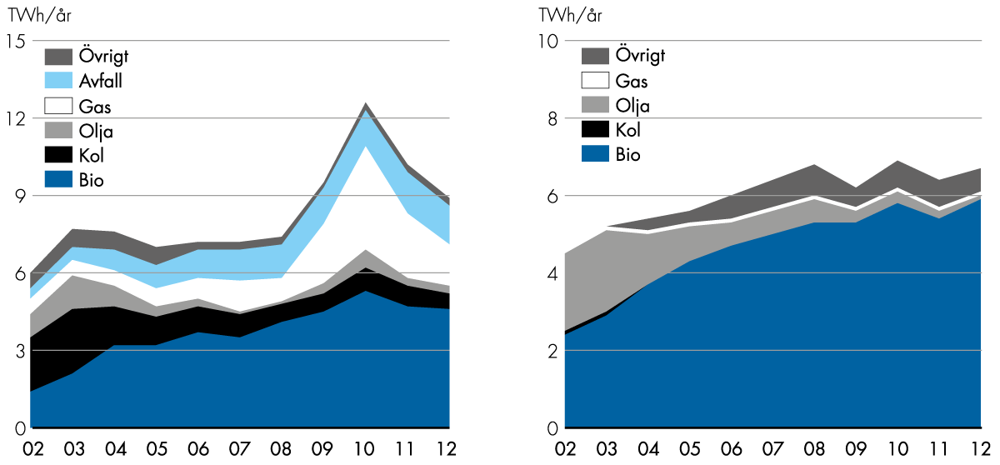 TWh/år
15
12
9
6
3
0
Övrigt
Avfall
Gas
Olja
Kol
Bio
02 03 04 05 06 07 08 09 10 11 12
TWh/år
10
8
6
4
2
0
Övrigt
Gas
Olja
Kol
Bio
02 03 04 05 06 07 08 09 10 11 12